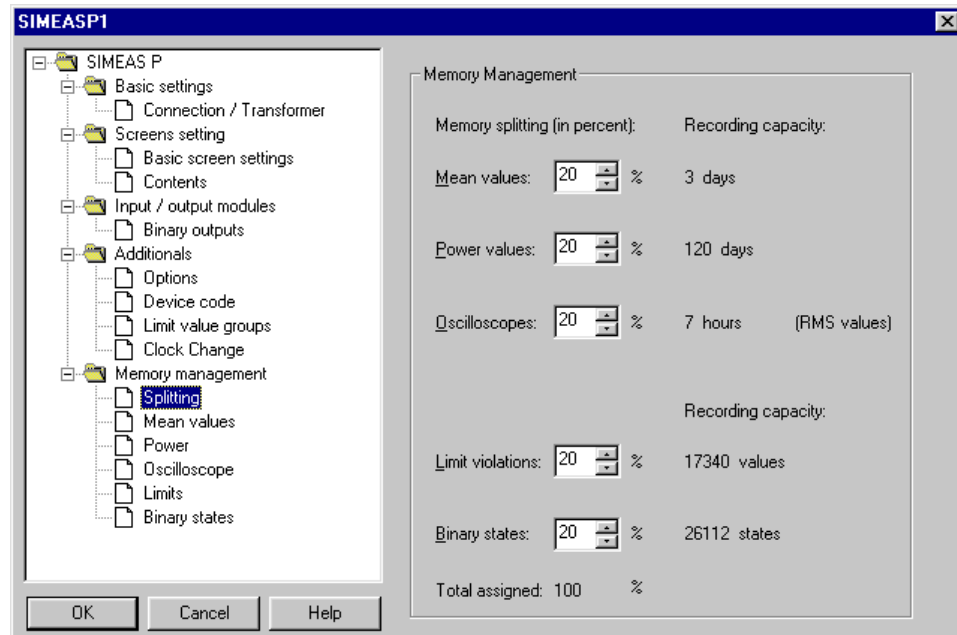 SIMEASP1
SIMEAS P
Basic settings
Connection / Transformer
Screens setting
Basic screen settings
Contents
Input / output modules
Binary outputs
Additionals
Options
Device code
Limit value groups
Clock Change
Memory management
Splitting
Mean values
Power
Oscilloscope
Limits
Binary states
OK Cancel Help
Memory Management
Memory splitting (in percent): Recording capacity:
Mean values: 20 % 3 days
Power values: 20 % 120 days
Oscilloscopes: 20 % 7 hours (RMS values)
Recording capacity:
Limit violations: 20 % 17340 values
Binary states: 20 % 26112 states
Total assigned: 100 %